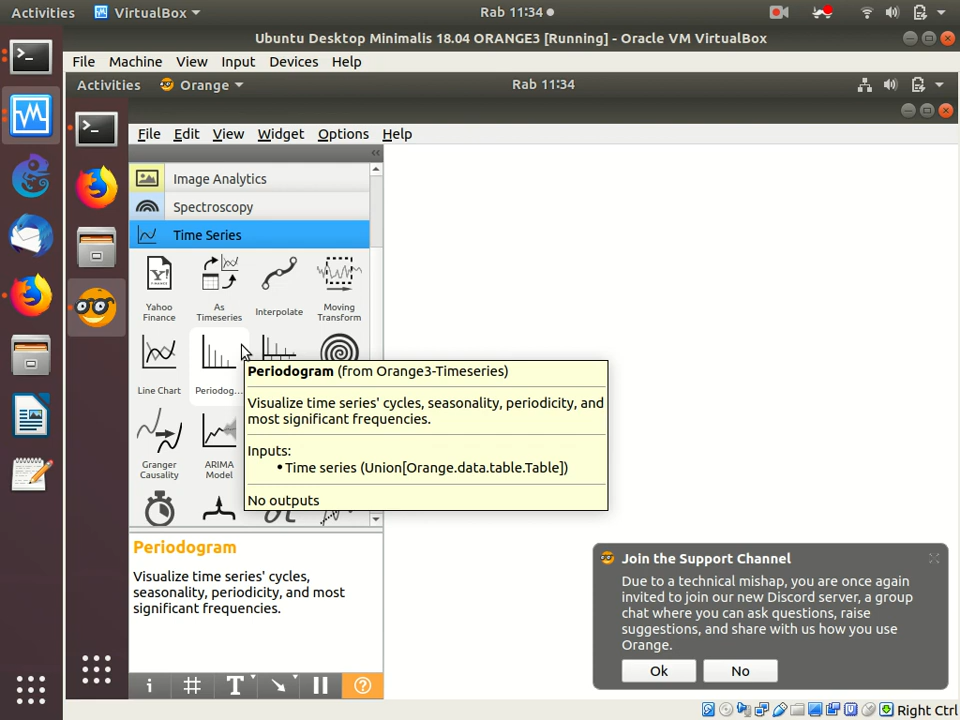 Activities VirtualBox Rab 11:34
Ubuntu Desktop Minimalis 18.04 ORANGE3 [Running] - Oracle VM VirtualBox
File Machine View Input Devices Help
Activities Orange Rab 11:34
File Edit View Widget Options Help
Image Analytics
Spectroscopy
Time Series
Yahoo Finance
As Timeseries
Interpolate
Moving Transform
Line Chart
Periodog...
Granger Causality
ARIMA Model
Periodogram (from Orange3-Timeseries)
Visualize time series' cycles, seasonality, periodicity, and
most significant frequencies.
Inputs:
• Time series (Union[Orange.data.table.Table])
No outputs
Periodogram
Visualize time series' cycles,
seasonality, periodicity, and most
significant frequencies.
Join the Support Channel
Due to a technical mishap, you are once again
invited to join our new Discord server, a group
chat where you can ask questions, raise
suggestions, and share with us how you use
Orange.
Ok No
Right Ctrl